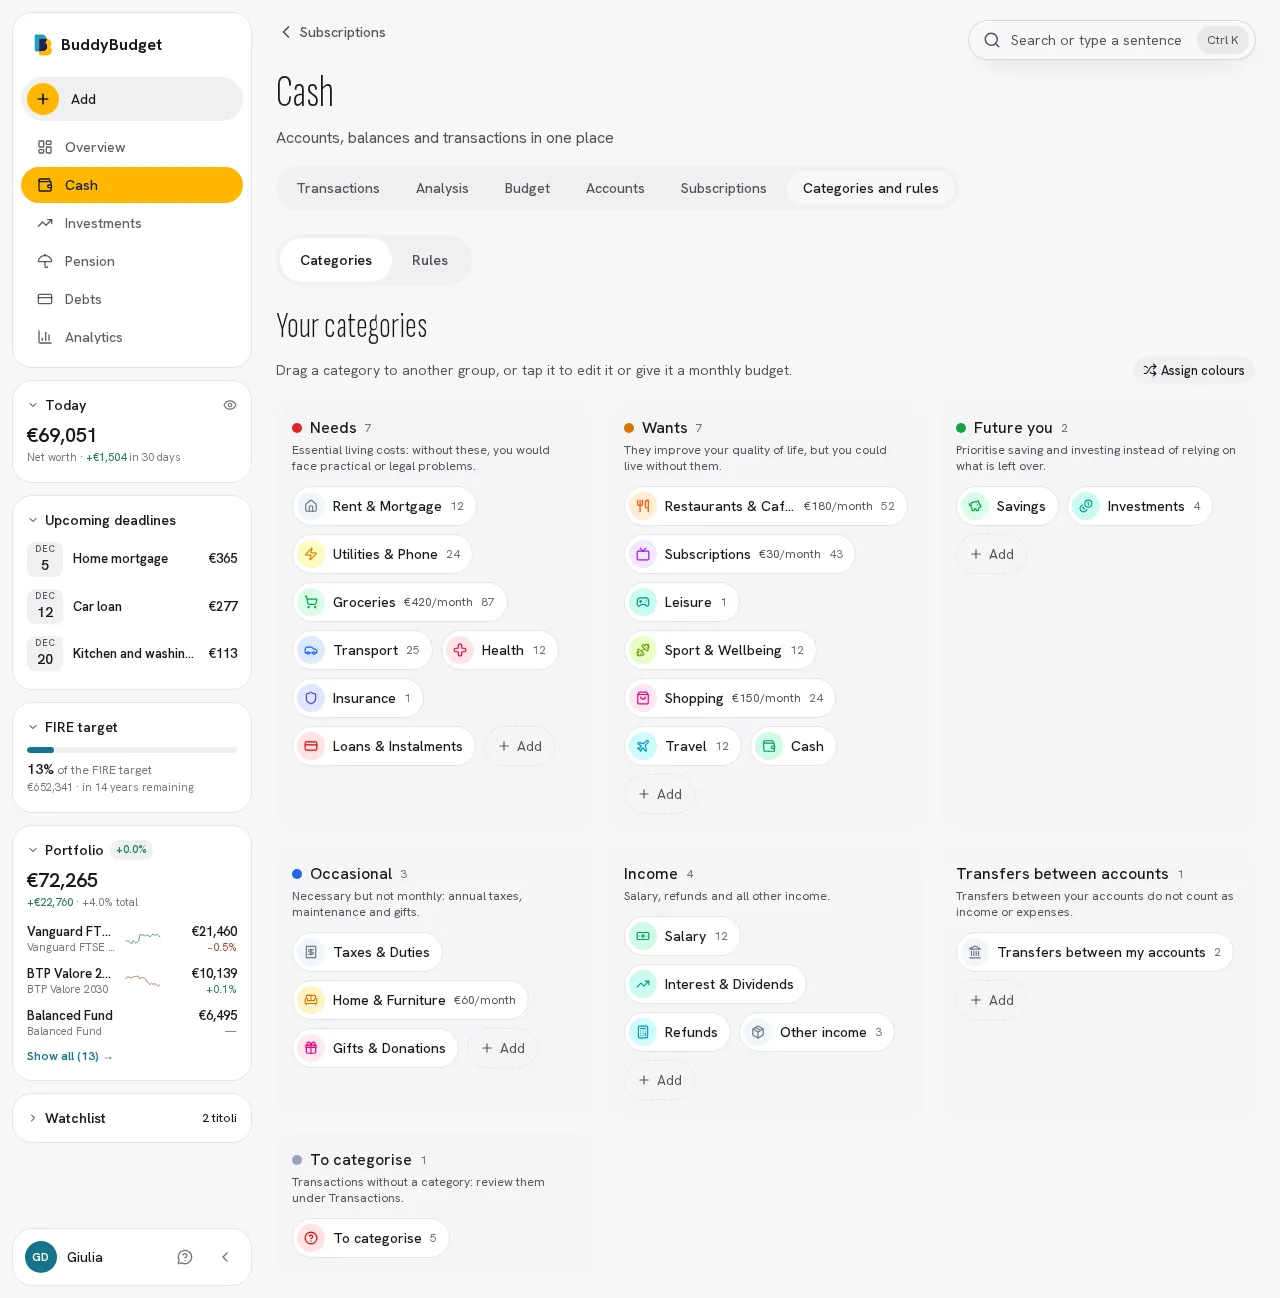 BuddyBudget
Add
Overview
Cash
Investments
Pension
Debts
Analytics
Today
€69,051
Net worth · +€1,504 in 30 days
Upcoming deadlines
DEC
5
Home mortgage
€365
DEC
12
Car loan
€277
DEC
20
Kitchen and washin...
€113
FIRE target
13% of the FIRE target
€652,341 · in 14 years remaining
Portfolio
+0.0%
€72,265
+€22,760 · +4.0% total
Vanguard FT...
€21,460
Vanguard FTSE ...
−0.5%
BTP Valore 2...
€10,139
BTP Valore 2030
+0.1%
Balanced Fund
€6,495
Balanced Fund
—
Show all (13) →
Watchlist
2 titoli
GD
Giulia
Subscriptions
Search or type a sentence
Ctrl K
Cash
Accounts, balances and transactions in one place
Transactions
Analysis
Budget
Accounts
Subscriptions
Categories and rules
Categories
Rules
Your categories
Drag a category to another group, or tap it to edit it or give it a monthly budget.
Assign colours
Needs 7
Essential living costs: without these, you would
face practical or legal problems.
Rent & Mortgage 12
Utilities & Phone 24
Groceries €420/month 87
Transport 25
Health 12
Insurance 1
Loans & Instalments
+ Add
Wants 7
They improve your quality of life, but you could
live without them.
Restaurants & Caf... €180/month 52
Subscriptions €30/month 43
Leisure 1
Sport & Wellbeing 12
Shopping €150/month 24
Travel 12
Cash
+ Add
Future you 2
Prioritise saving and investing instead of relying on
what is left over.
Savings
Investments 4
+ Add
Occasional 3
Necessary but not monthly: annual taxes,
maintenance and gifts.
Taxes & Duties
Home & Furniture €60/month
Gifts & Donations
+ Add
Income 4
Salary, refunds and all other income.
Salary 12
Interest & Dividends
Refunds
Other income 3
+ Add
Transfers between accounts 1
Transfers between your accounts do not count as
income or expenses.
Transfers between my accounts 2
+ Add
To categorise 1
Transactions without a category: review them
under Transactions.
To categorise 5